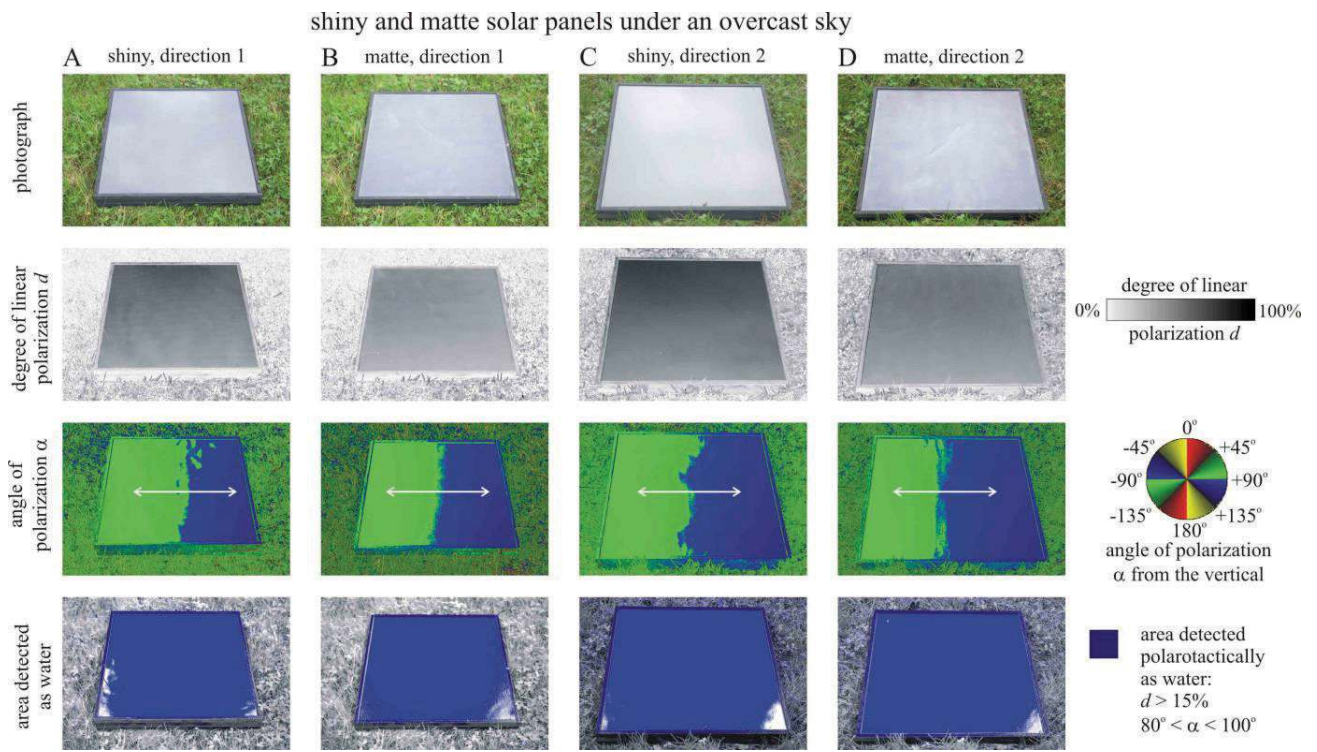 shiny and matte solar panels under an overcast sky
A shiny, direction 1
B matte, direction 1
C shiny, direction 2
D matte, direction 2
photograph
degree of linear
polarization d
degree of linear
0% 100%
polarization d
angle of
polarization α
0°
-45° +45°
-90° +90°
-135° +135°
180°
angle of polarization
α from the vertical
area detected
as water
area detected
polarotactically
as water:
d > 15%
80° < α < 100°